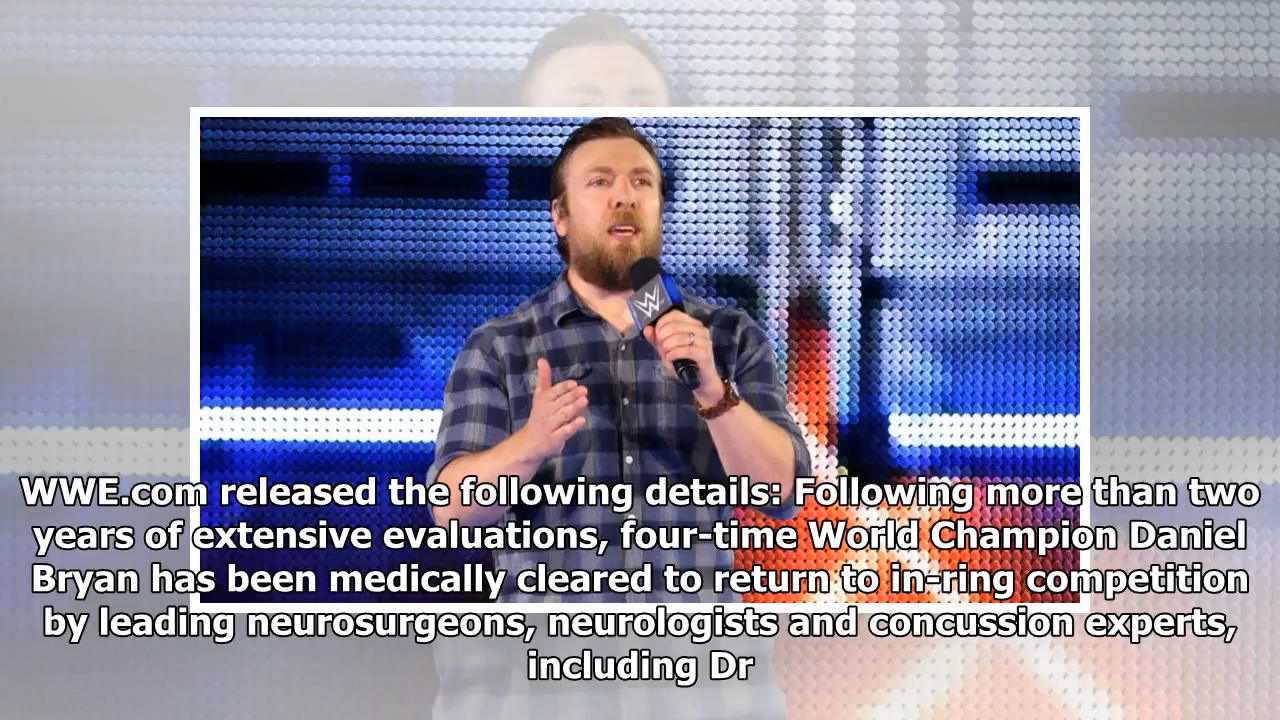 WWE.com released the following details: Following more than two
years of extensive evaluations, four-time World Champion Daniel
Bryan has been medically cleared to return to in-ring competition
by leading neurosurgeons, neurologists and concussion experts,
including Dr